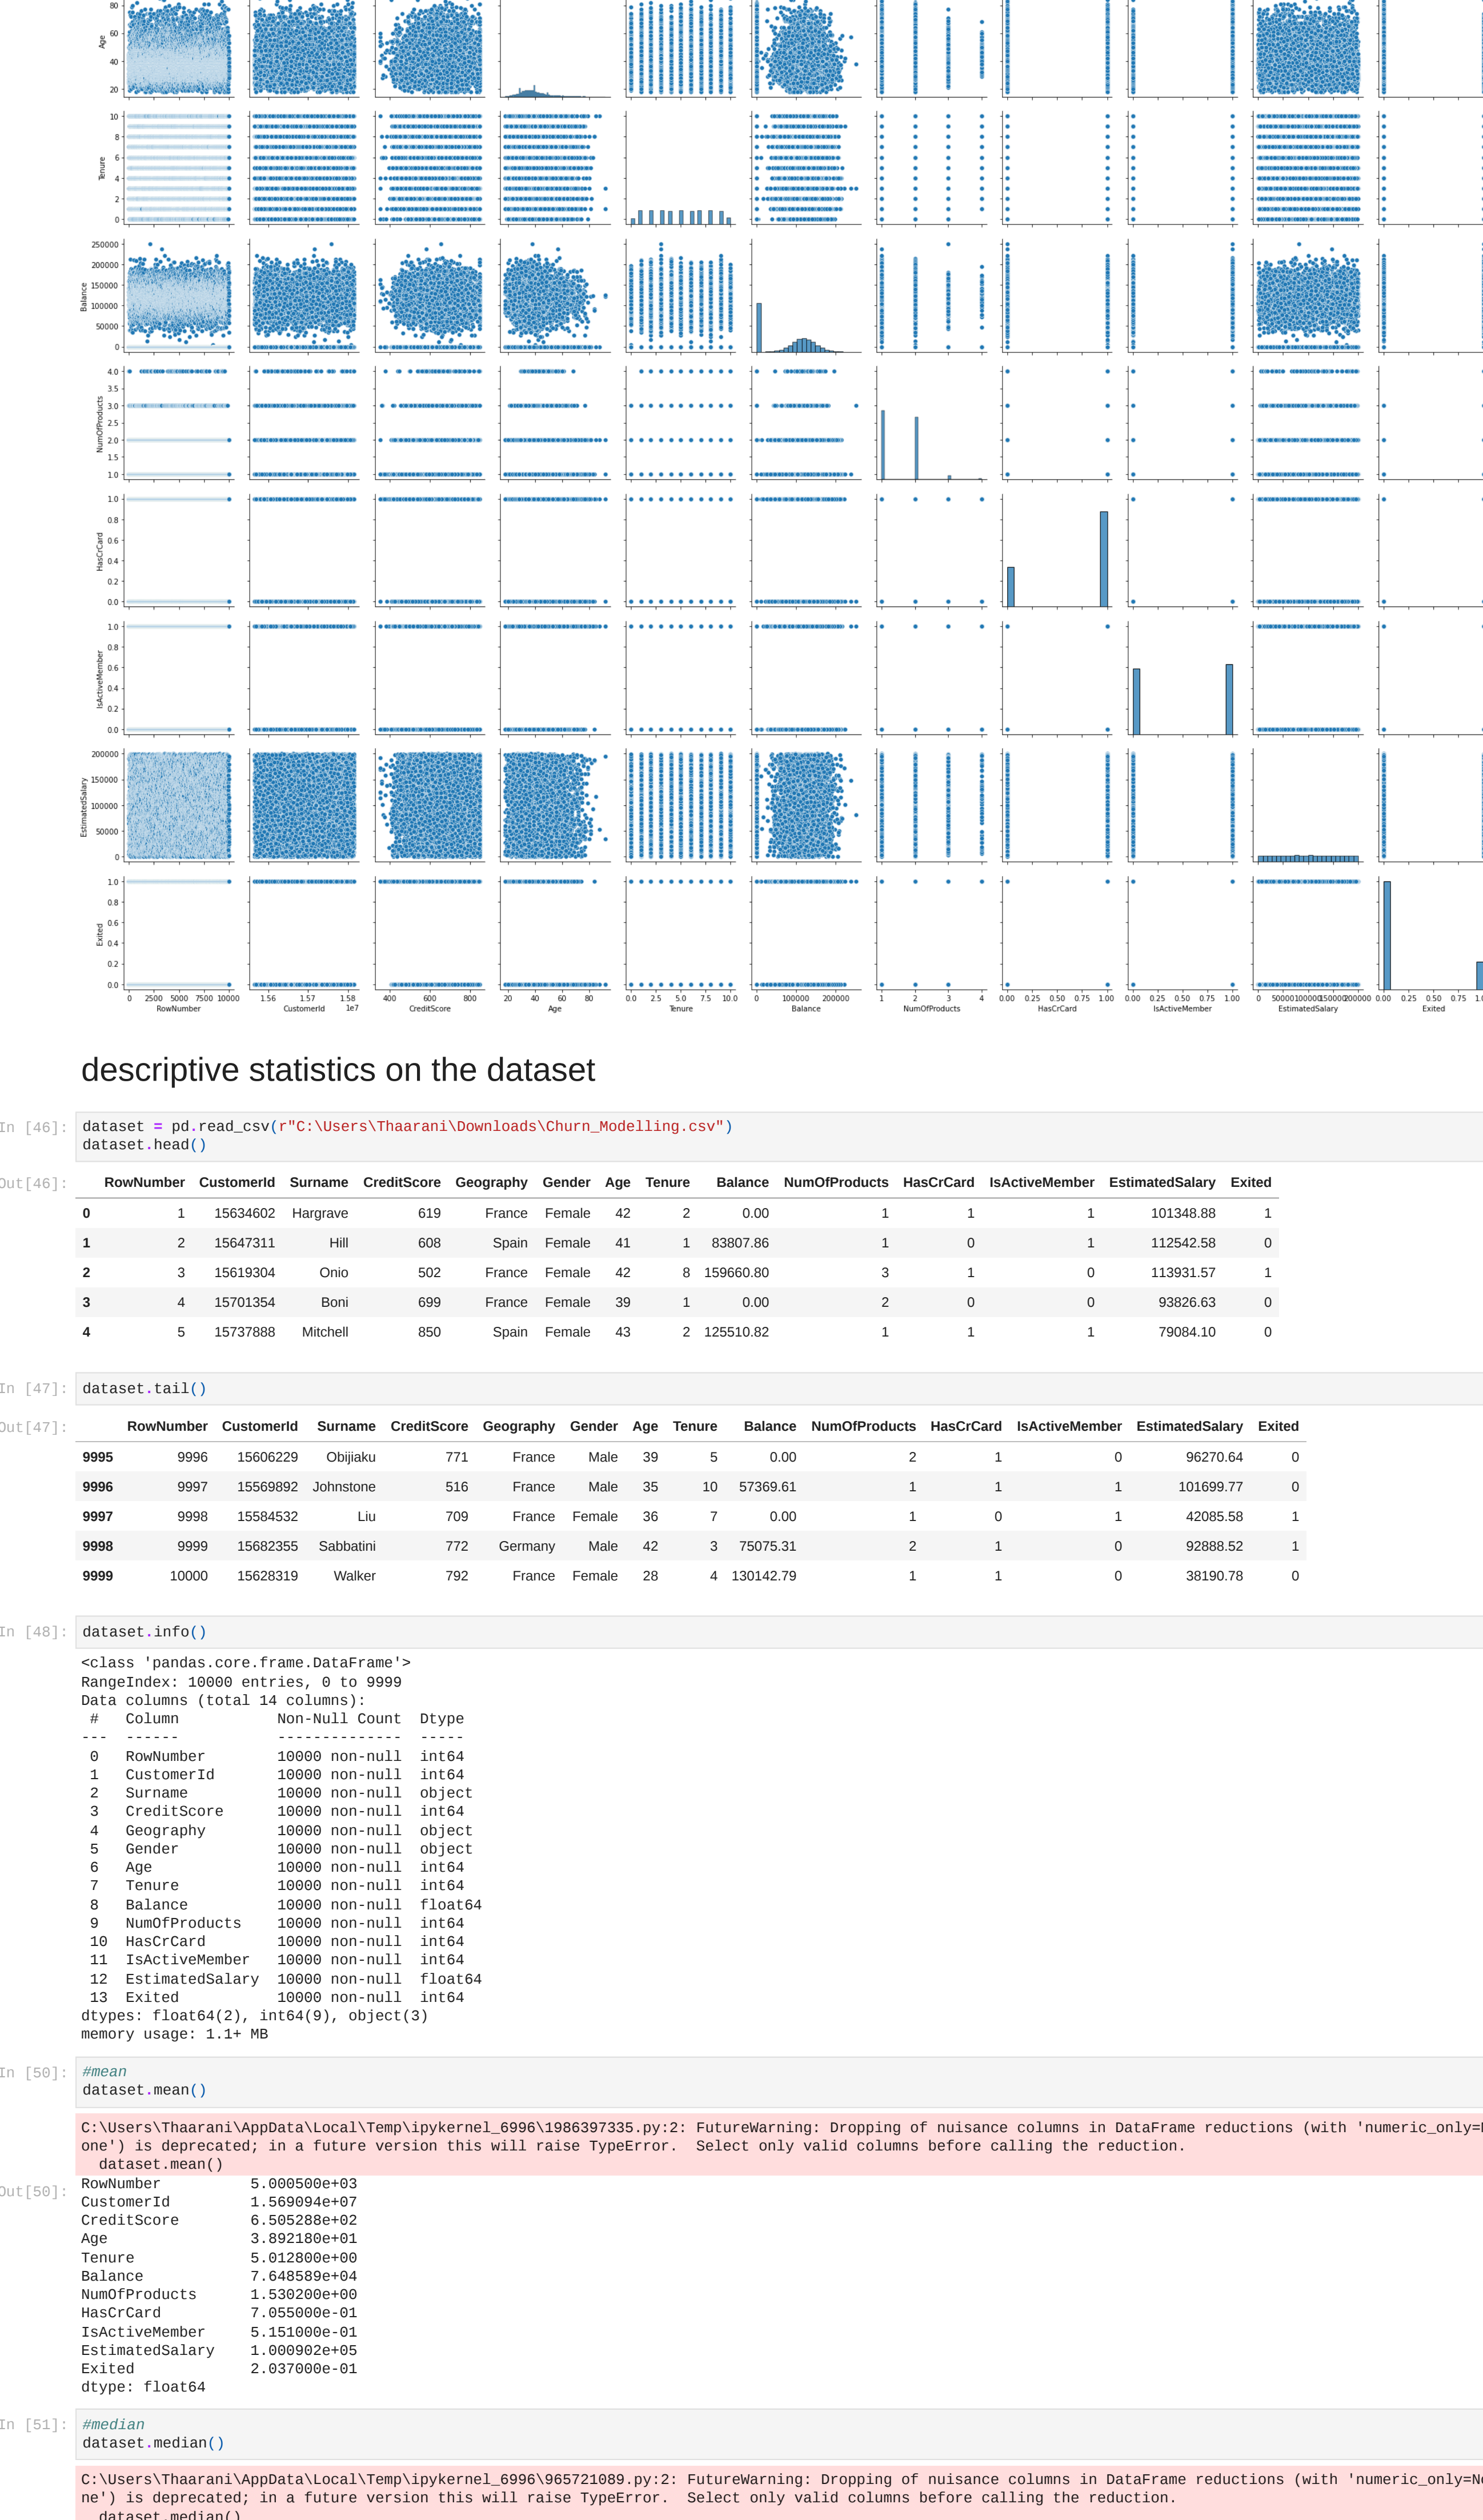 80
60
40
20
Age
10
8
6
4
2
0
Tenure
250000
200000
150000
100000
50000
0
Balance
4.0
3.5
3.0
2.5
2.0
1.5
1.0
NumOfProducts
1.0
0.8
0.6
0.4
0.2
0.0
HasCrCard
1.0
0.8
0.6
0.4
0.2
0.0
IsActiveMember
200000
150000
100000
50000
0
EstimatedSalary
1.0
0.8
0.6
0.4
0.2
0.0
Exited
0 2500 5000 7500 10000 1.56 1.57 1.58 400 600 800 20 40 60 80 0.0 2.5 5.0 7.5 10.0 0 100000 200000 1 2 3 4 0.00 0.25 0.50 0.75 1.00 0.00 0.25 0.50 0.75 1.00 0 50000 100000 150000 200000 0.00 0.25 0.50 0.75
RowNumber CustomerId 1e7 CreditScore Age Tenure Balance NumOfProducts HasCrCard IsActiveMember EstimatedSalary Exited
descriptive statistics on the dataset
In [46]: dataset = pd.read_csv(r"C:\Users\Thaarani\Downloads\Churn_Modelling.csv")
dataset.head()
Out[46]: RowNumber CustomerId Surname CreditScore Geography Gender Age Tenure Balance NumOfProducts HasCrCard IsActiveMember EstimatedSalary Exited
0 1 15634602 Hargrave 619 France Female 42 2 0.00 1 1 1 101348.88 1
1 2 15647311 Hill 608 Spain Female 41 1 83807.86 1 0 1 112542.58 0
2 3 15619304 Onio 502 France Female 42 8 159660.80 3 1 0 113931.57 1
3 4 15701354 Boni 699 France Female 39 1 0.00 2 0 0 93826.63 0
4 5 15737888 Mitchell 850 Spain Female 43 2 125510.82 1 1 1 79084.10 0
In [47]: dataset.tail()
Out[47]: RowNumber CustomerId Surname CreditScore Geography Gender Age Tenure Balance NumOfProducts HasCrCard IsActiveMember EstimatedSalary Exited
9995 9996 15606229 Obijiaku 771 France Male 39 5 0.00 2 1 0 96270.64 0
9996 9997 15569892 Johnstone 516 France Male 35 10 57369.61 1 1 1 101699.77 0
9997 9998 15584532 Liu 709 France Female 36 7 0.00 1 0 1 42085.58 1
9998 9999 15682355 Sabbatini 772 Germany Male 42 3 75075.31 2 1 0 92888.52 1
9999 10000 15628319 Walker 792 France Female 28 4 130142.79 1 1 0 38190.78 0
In [48]: dataset.info()
<class 'pandas.core.frame.DataFrame'>
RangeIndex: 10000 entries, 0 to 9999
Data columns (total 14 columns):
# Column Non-Null Count Dtype
--- ------ -------------- -----
0 RowNumber 10000 non-null int64
1 CustomerId 10000 non-null int64
2 Surname 10000 non-null object
3 CreditScore 10000 non-null int64
4 Geography 10000 non-null object
5 Gender 10000 non-null object
6 Age 10000 non-null int64
7 Tenure 10000 non-null int64
8 Balance 10000 non-null float64
9 NumOfProducts 10000 non-null int64
10 HasCrCard 10000 non-null int64
11 IsActiveMember 10000 non-null int64
12 EstimatedSalary 10000 non-null float64
13 Exited 10000 non-null int64
dtypes: float64(2), int64(9), object(3)
memory usage: 1.1+ MB
In [50]: #mean
dataset.mean()
C:\Users\Thaarani\AppData\Local\Temp\ipykernel_6996\1986397335.py:2: FutureWarning: Dropping of nuisance columns in DataFrame reductions (with 'numeric_only=
one') is deprecated; in a future version this will raise TypeError.  Select only valid columns before calling the reduction.
dataset.mean()
Out[50]: RowNumber 5.000500e+03
CustomerId 1.569094e+07
CreditScore 6.505288e+02
Age 3.892180e+01
Tenure 5.012800e+00
Balance 7.648589e+04
NumOfProducts 1.530200e+00
HasCrCard 7.055000e-01
IsActiveMember 5.151000e-01
EstimatedSalary 1.000902e+05
Exited 2.037000e-01
dtype: float64
In [51]: #median
dataset.median()
C:\Users\Thaarani\AppData\Local\Temp\ipykernel_6996\965721089.py:2: FutureWarning: Dropping of nuisance columns in DataFrame reductions (with 'numeric_only=No
ne') is deprecated; in a future version this will raise TypeError.  Select only valid columns before calling the reduction.
dataset.median()